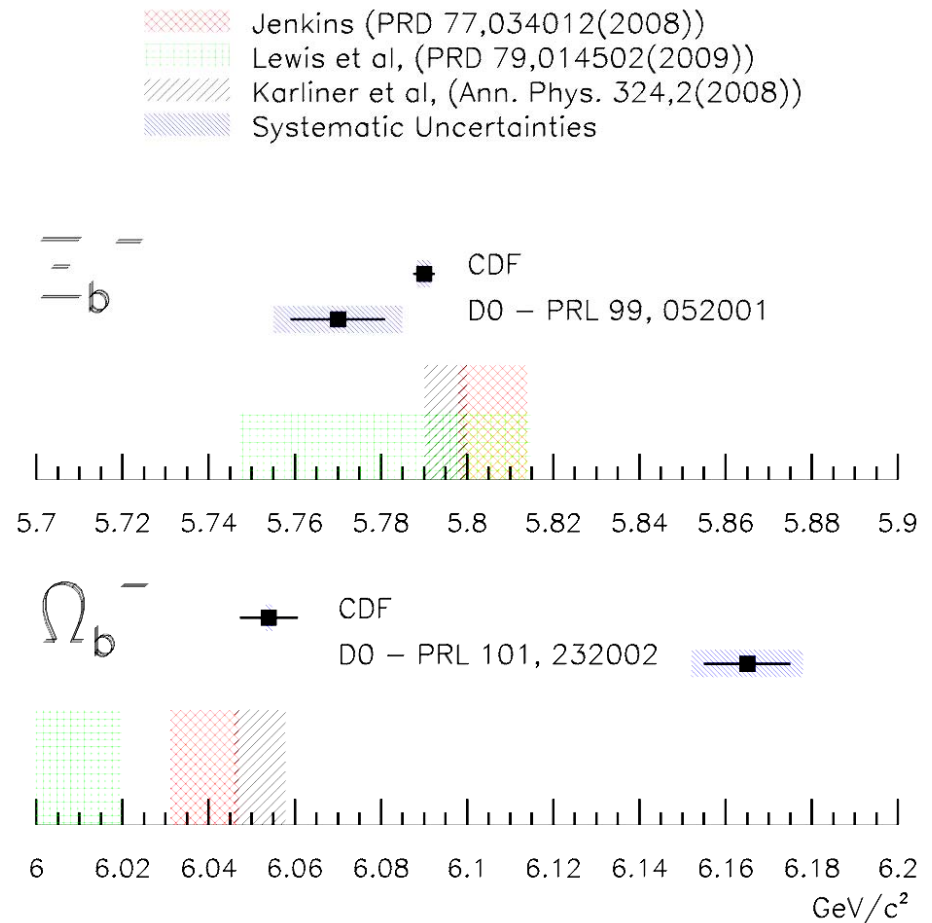 Jenkins (PRD 77,034012(2008))
Lewis et al, (PRD 79,014502(2009))
Karliner et al, (Ann. Phys. 324,2(2008))
Systematic Uncertainties
Ξb−
CDF
D0 − PRL 99, 052001
5.7 5.72 5.74 5.76 5.78 5.8 5.82 5.84 5.86 5.88 5.9
Ωb−
CDF
D0 − PRL 101, 232002
6 6.02 6.04 6.06 6.08 6.1 6.12 6.14 6.16 6.18 6.2
GeV/c²